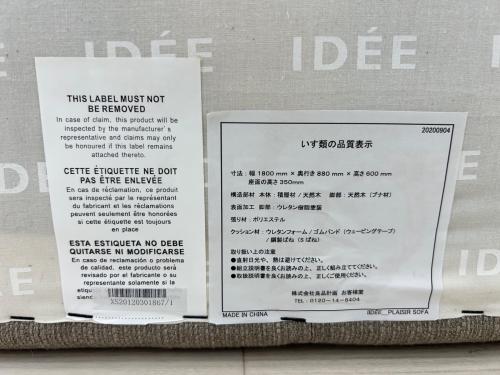 IDÉE
IDÉE
IDÉE
IDÉE
IDÉE
IDÉE
THIS LABEL MUST NOT
BE REMOVED
In case of claim, this product will be
inspected by the manufacturer`s
representative and claims may only
be honoured if this label remains
attached thereto.
CETTE ÉTIQUETTE NE DOIT
PAS ÊTRE ENLEVÉE
En cas de réclamation, ce produit
sera inspecté par le représentant
du fabricant et les réclamations
peuvent seulement être honorées
si cette étiquette est toujours
en place
ESTA ESTIQUETA NO DEBE
QUITARSE NI MODIFICARSE
En caso de reclamación o problema
de calidad. este producto será
revisado por el fabricante o su
etiqueta permanece
XS20120301867/1
20200904
いす類の品質表示
寸法：幅 1800mm × 奥行き 880mm × 高さ 600mm
座面の高さ 350mm
構造部材 本体：積層材 / 天然木 脚部：天然木（ブナ材）
表面加工 脚部：ウレタン樹脂塗装
張り材：ポリエステル
クッション材：ウレタンフォーム / ゴムバンド（ウェービングテープ）
/ 鋼製ばね（Sばね）
取り扱い上の注意
●直射日光や、熱は避けてください。
●組立説明書を良くお読みの上、正しく組み立ててください。
●取扱説明書を良くお読みの上、正しくご使用ください。
株式会社良品計画 お客様室
TEL：0120-14-6404
MADE IN CHINA
IDÉE__PLAISIR SOFA